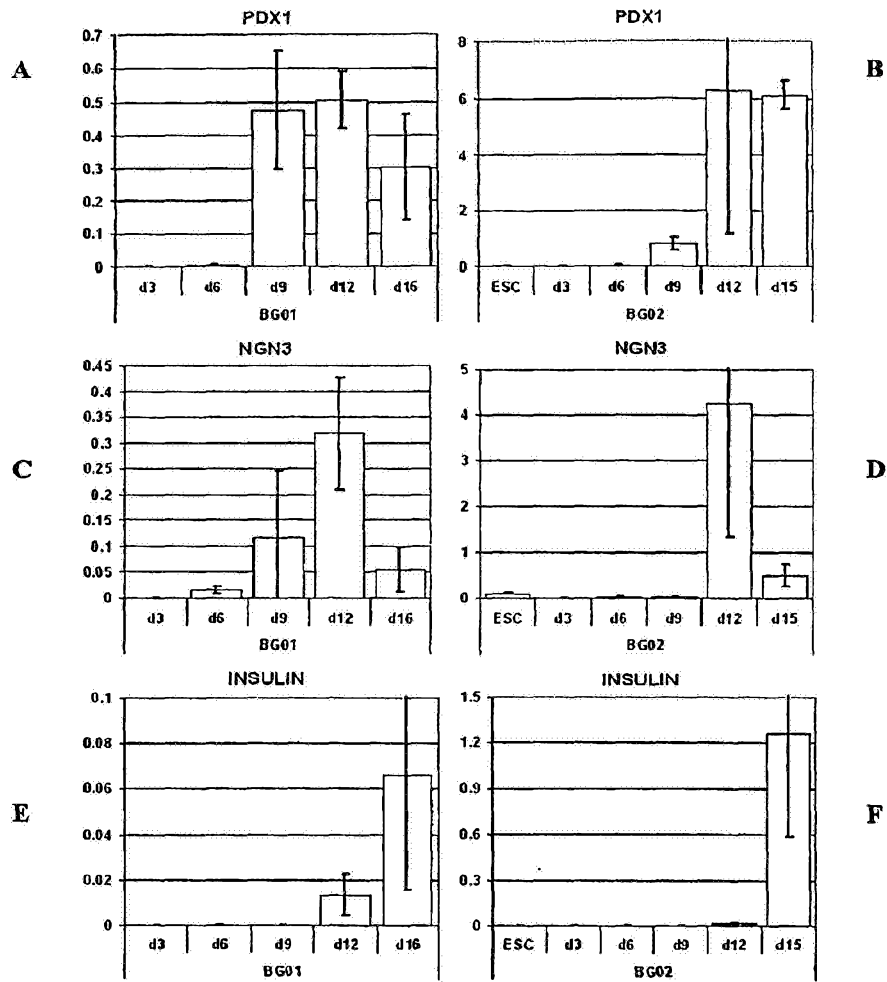 PDX1
A
0.7
0.6
0.5
0.4
0.3
0.2
0.1
0
d3 d6 d9 d12 d16
BG01
PDX1
B
8
6
4
2
0
ESC d3 d6 d9 d12 d15
BG02
NGN3
C
0.45
0.4
0.35
0.3
0.25
0.2
0.15
0.1
0.05
0
d3 d6 d9 d12 d16
BG01
NGN3
D
5
4
3
2
1
0
ESC d3 d6 d9 d12 d15
BG02
INSULIN
E
0.1
0.08
0.06
0.04
0.02
0
d3 d6 d9 d12 d16
BG01
INSULIN
F
1.5
1.2
0.9
0.6
0.3
0
ESC d3 d6 d9 d12 d15
BG02